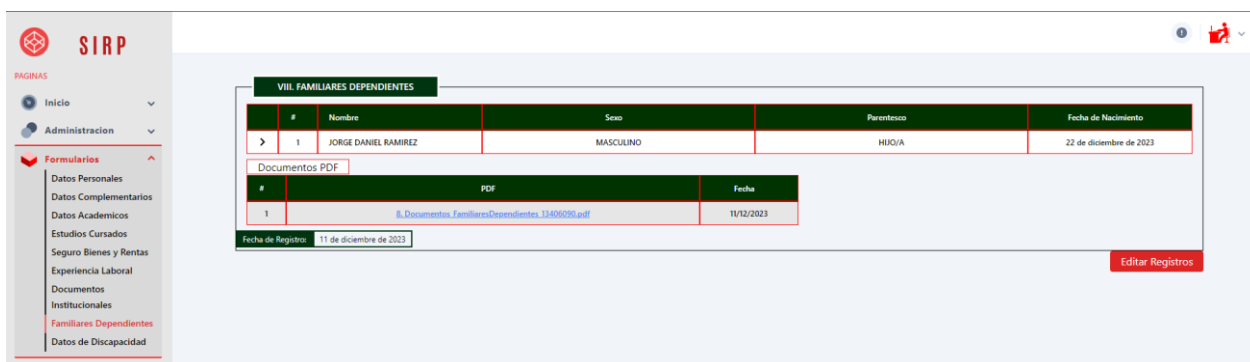 SIRP
PAGINAS
Inicio
Administracion
Formularios
Datos Personales
Datos Complementarios
Datos Academicos
Estudios Cursados
Seguro Bienes y Rentas
Experiencia Laboral
Documentos
Institucionales
Familiares Dependientes
Datos de Discapacidad
VIII. FAMILIARES DEPENDIENTES
# Nombre Sexo Parentesco Fecha de Nacimiento
1 JORGE DANIEL RAMIREZ MASCULINO HIJO/A 22 de diciembre de 2023
Documentos PDF
# PDF Fecha
1 8. Documentos_FamiliaresDependientes_13406090.pdf 11/12/2023
Fecha de Registro: 11 de diciembre de 2023
Editar Registros